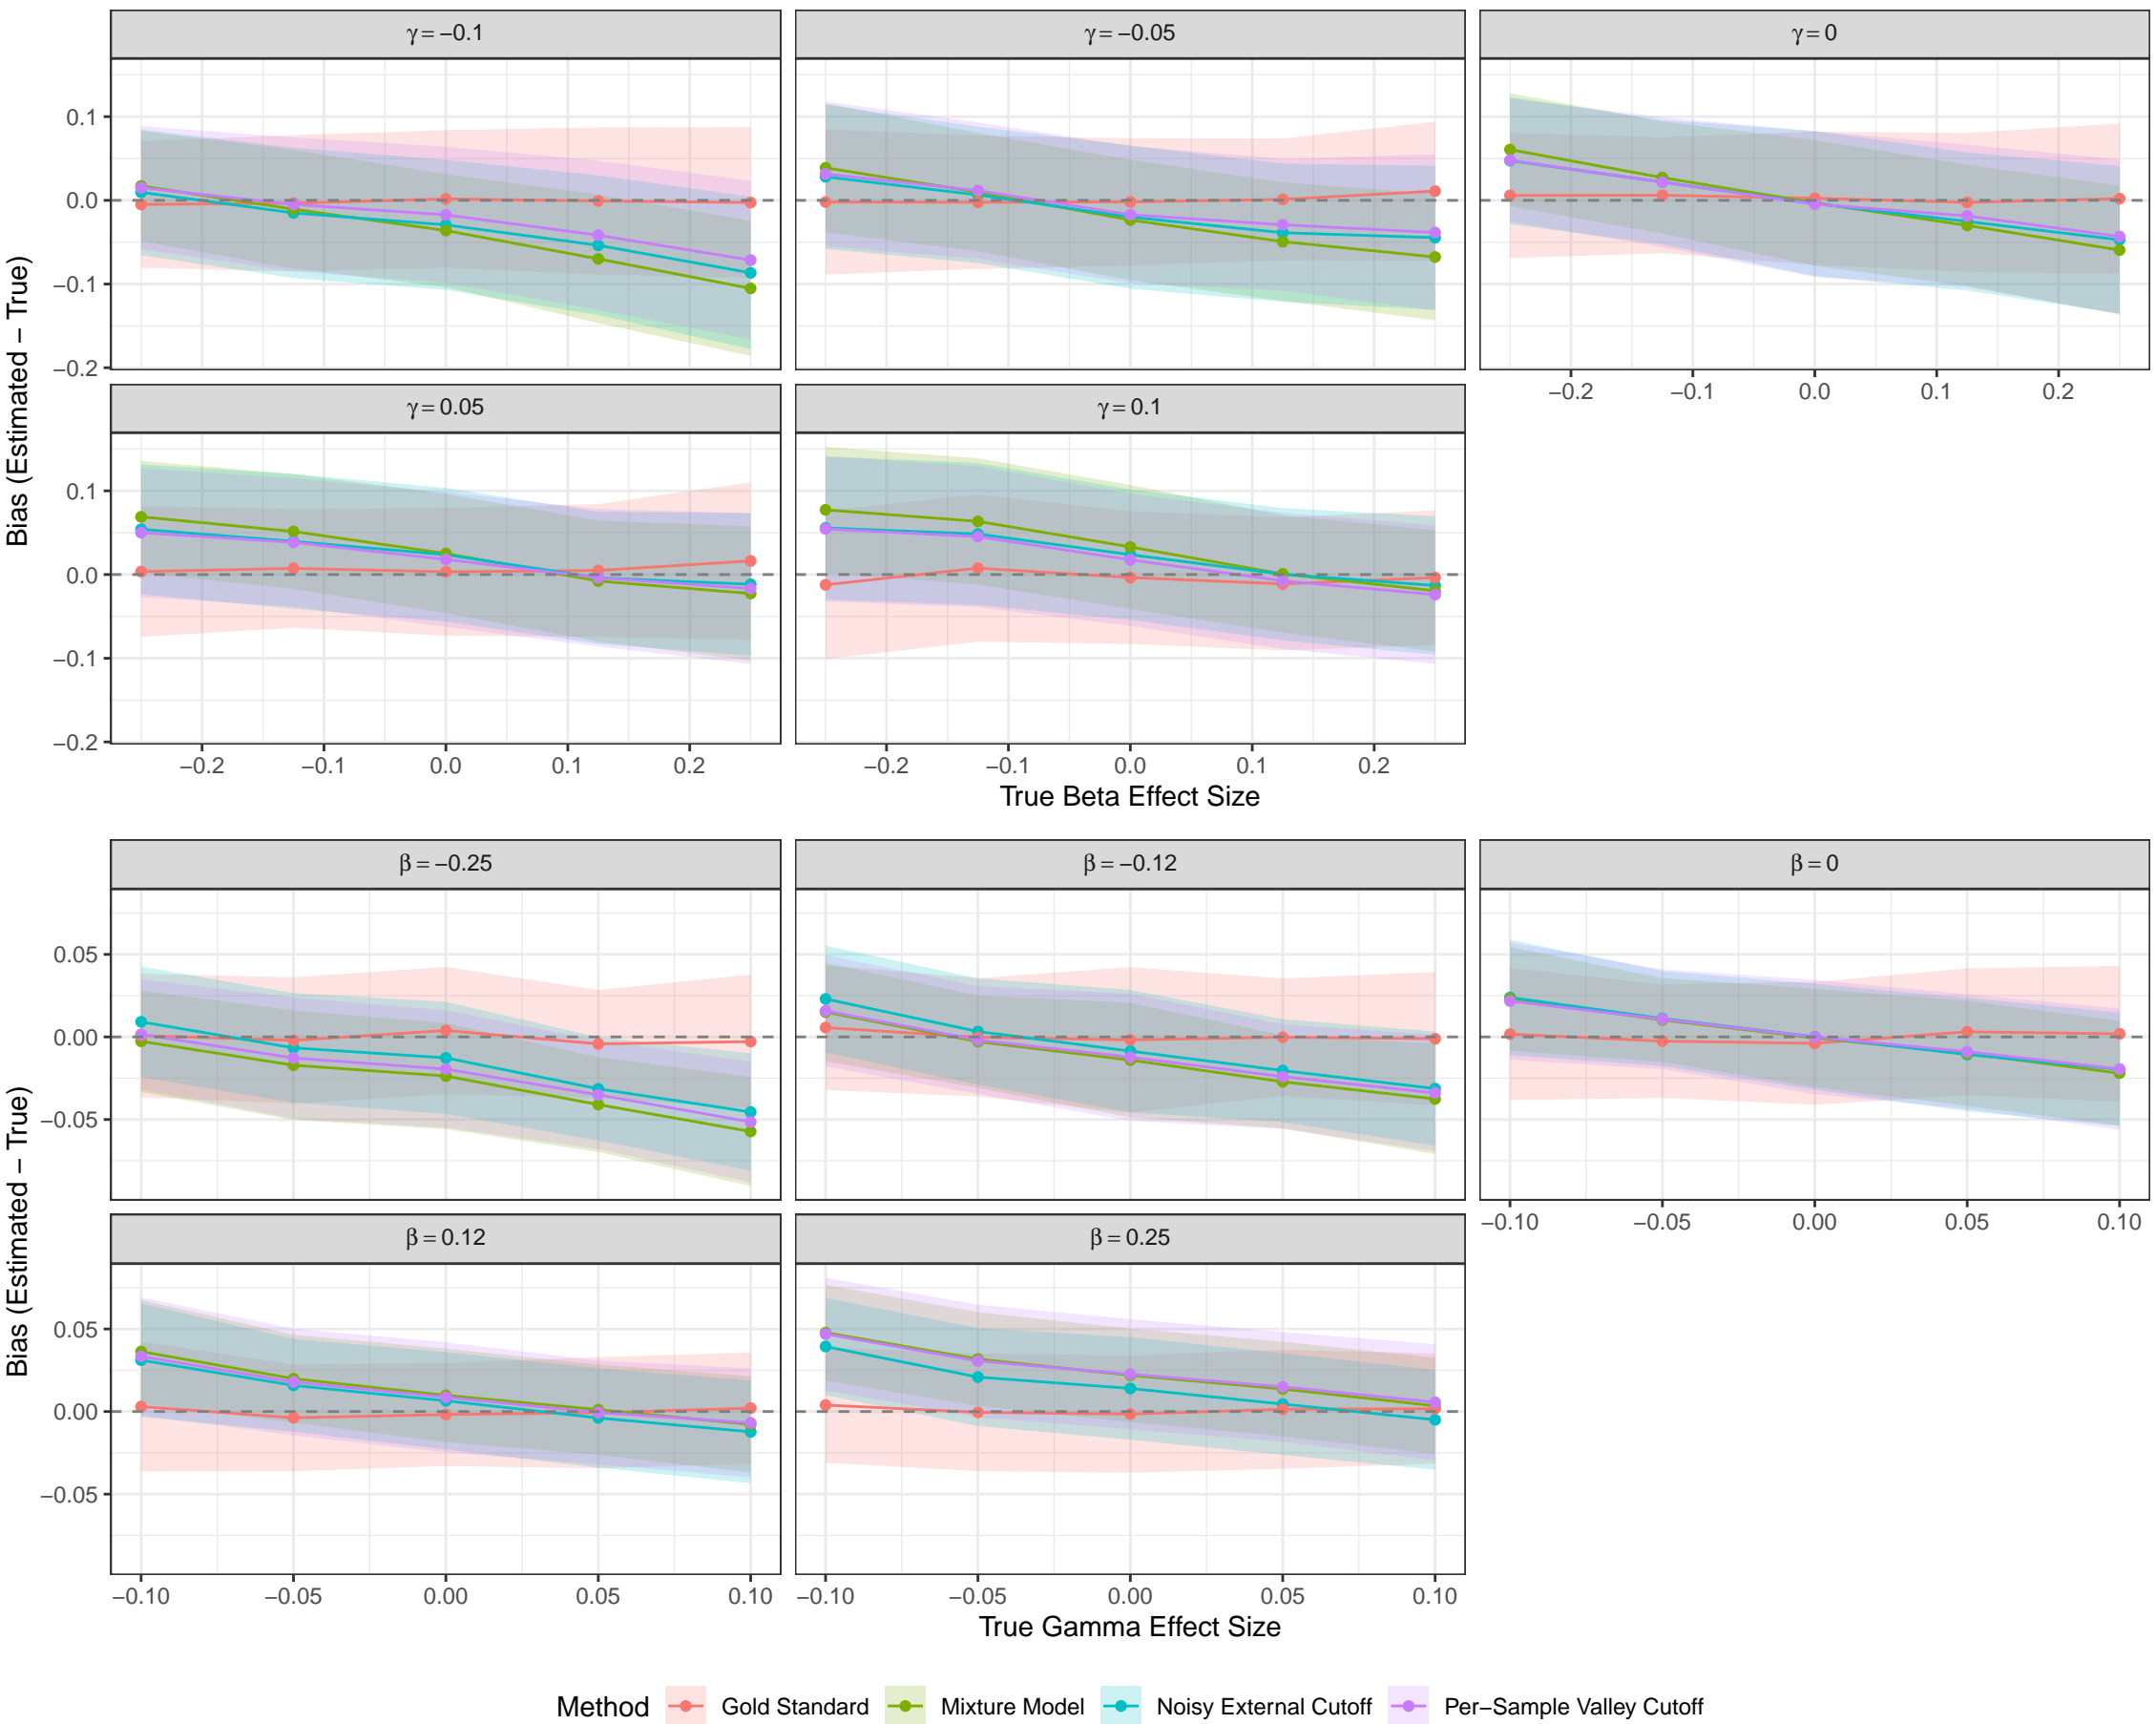 γ = −0.1
γ = −0.05
γ = 0
Bias (Estimated − True)
0.1
0.0
−0.1
−0.2
−0.2 −0.1 0.0 0.1 0.2
γ = 0.05
γ = 0.1
0.1
0.0
−0.1
−0.2
−0.2 −0.1 0.0 0.1 0.2
−0.2 −0.1 0.0 0.1 0.2
True Beta Effect Size
β = −0.25
β = −0.12
β = 0
Bias (Estimated − True)
0.05
0.00
−0.05
−0.10 −0.05 0.00 0.05 0.10
β = 0.12
β = 0.25
0.05
0.00
−0.05
−0.10 −0.05 0.00 0.05 0.10
−0.10 −0.05 0.00 0.05 0.10
True Gamma Effect Size
Method Gold Standard Mixture Model Noisy External Cutoff Per−Sample Valley Cutoff